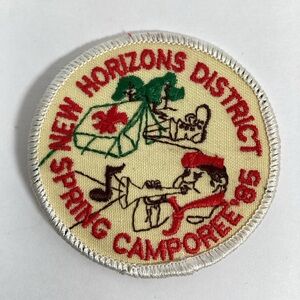 NEW HORIZONS DISTRICT
SPRING CAMPOREE '85